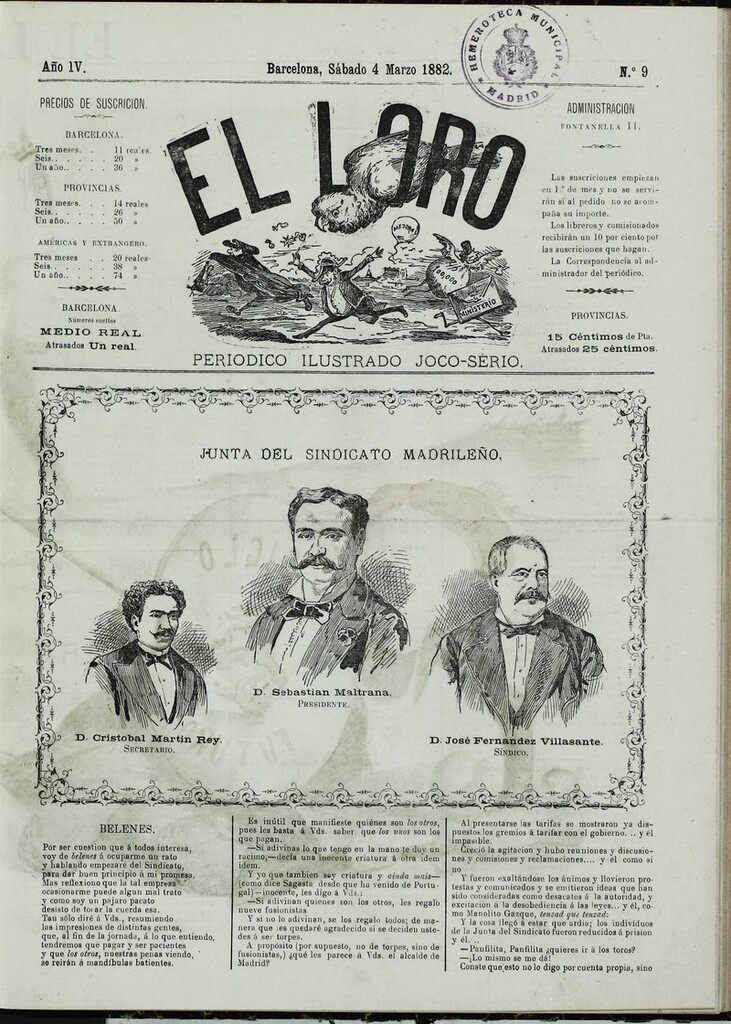 HEMEROTECA MUNICIPAL
MADRID
Año IV.
Barcelona, Sábado 4 Marzo 1882.
N.° 9
PRECIOS DE SUSCRICION.
BARCELONA.
Tres meses. . 11 reales.
Seis. . . . . . 20 »
Un año.. . . . 36 »
PROVINCIAS.
Tres meses. . . 14 reales
Seis. . . . . . 26 »
Un año.. . . . 50 »
AMÉRICAS Y EXTRANGERO.
Tres meses . . . 20 reales
Seis. . . . . . 38 »
Un año.. . . . 74 »
BARCELONA.
Números sueltos
MEDIO REAL
Atrasados Un real.
EL LORO
MINISTERIO
PERIODICO ILUSTRADO JOCO-SERIO.
ADMINISTRACION
FONTANELLA 11.
Las suscriciones empiezan
en 1.° de mes y no se servi-
rán si al pedido no se acom-
paña su importe.
Los libreros y comisionados
recibirán un 10 por ciento por
las suscriciones que hagan.
La Correspondencia al ad-
ministrador del periódico.
PROVINCIAS.
15 Céntimos de Pta.
Atrasados 25 céntimos.
JUNTA DEL SINDICATO MADRILEÑO.
D. Sebastian Maltrana.
PRESIDENTE.
D. Cristobal Martin Rey.
SECRETARIO.
D. José Fernandez Villasante.
SÍNDICO.
BELENES.
Por ser cuestion que á todos interesa,
voy de belenes á ocuparme un rato
y hablando empezaré del Sindicato,
para dar buen principio á mi promesa.
Mas reflexiono que la tal empresa
ocasionarme puede algun mal trato
y como soy un pájaro pacato
desisto de tocar la cuerda esa.
Tan sólo diré á Vds., resumiendo
las impresiones de distintas gentes,
que, al fin de la jornada, á lo que entiendo,
tendremos que pagar y ser pacientes
y que los otros, nuestras penas viendo,
se reirán á mandíbulas batientes.
Es inútil que manifieste quiénes son los otros,
pues les basta á Vds. saber que los unos son los
que pagan.
—Si adivinas lo que tengo en la mano te doy un
racimo,—decía una inocente criatura á otra idem
idem.
Y yo que tambien soy criatura y ainda mais—
(como dice Sagasta desde que ha venido de Portu-
gal)—inocente, les digo á Vds.:
—Si adivinan quienes son los otros, les regalo
nueve fusionistas
Y si no lo adivinan, se los regalo todos; de ma-
nera que les quedaré agradecido si se deciden uste-
des á ser torpes.
A propósito (por supuesto, no de torpes, sino de
fusionistas,) ¿qué les parece á Vds. el alcalde de
Madrid?
Al presentarse las tarifas se mostraron ya dis-
puestos los gremios á tarifar con el gobierno. .. y él
impasible.
Creció la agitacion y hubo reuniones y discusio-
nes y comisiones y reclamaciones.... y él como si
no
Y fueron exaltándose los ánimos y llovieron pro-
testas y comunicados y se emitieron ideas que han
sido consideradas como desacatos á la autoridad, y
excitacion á la desobediencia á las leyes... y él, co-
mo Manolito Gazque, tenzad que tenzad:
Y la cosa llegó á estar que ardia; los indivíduos
de la Junta del Sindicato fueron reducidos á prision
y él. ..
—Panfilita, Panfilita ¿quieres ir á los toros?
—¡Lo mismo se me dá!
Conste que esto no lo digo por cuenta propia, sino